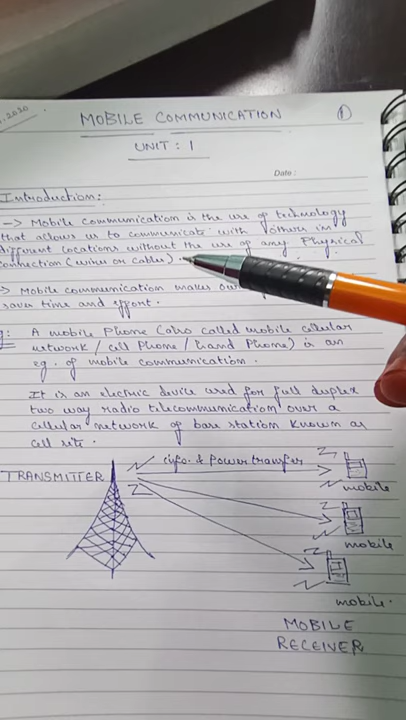 .2020
MOBILE COMMUNICATION
1
UNIT : 1
Date :
Introduction:
-> Mobile communication is the use of technology
that allows us to communicate with others in
different locations without the use of any Physical
connection (wires or cables).
-> Mobile communication makes our
saves time and effort.
g: A mobile Phone (also called mobile cellular
network / cell Phone / hand Phone) is an
eg. of mobile communication.
It is an electric device used for full duplex
two way radio telecommunication over a
cellular network of base station known as
cell site.
info. & power transfer
TRANSMITTER
mobile
mobile
mobile.
MOBILE
RECEIVER